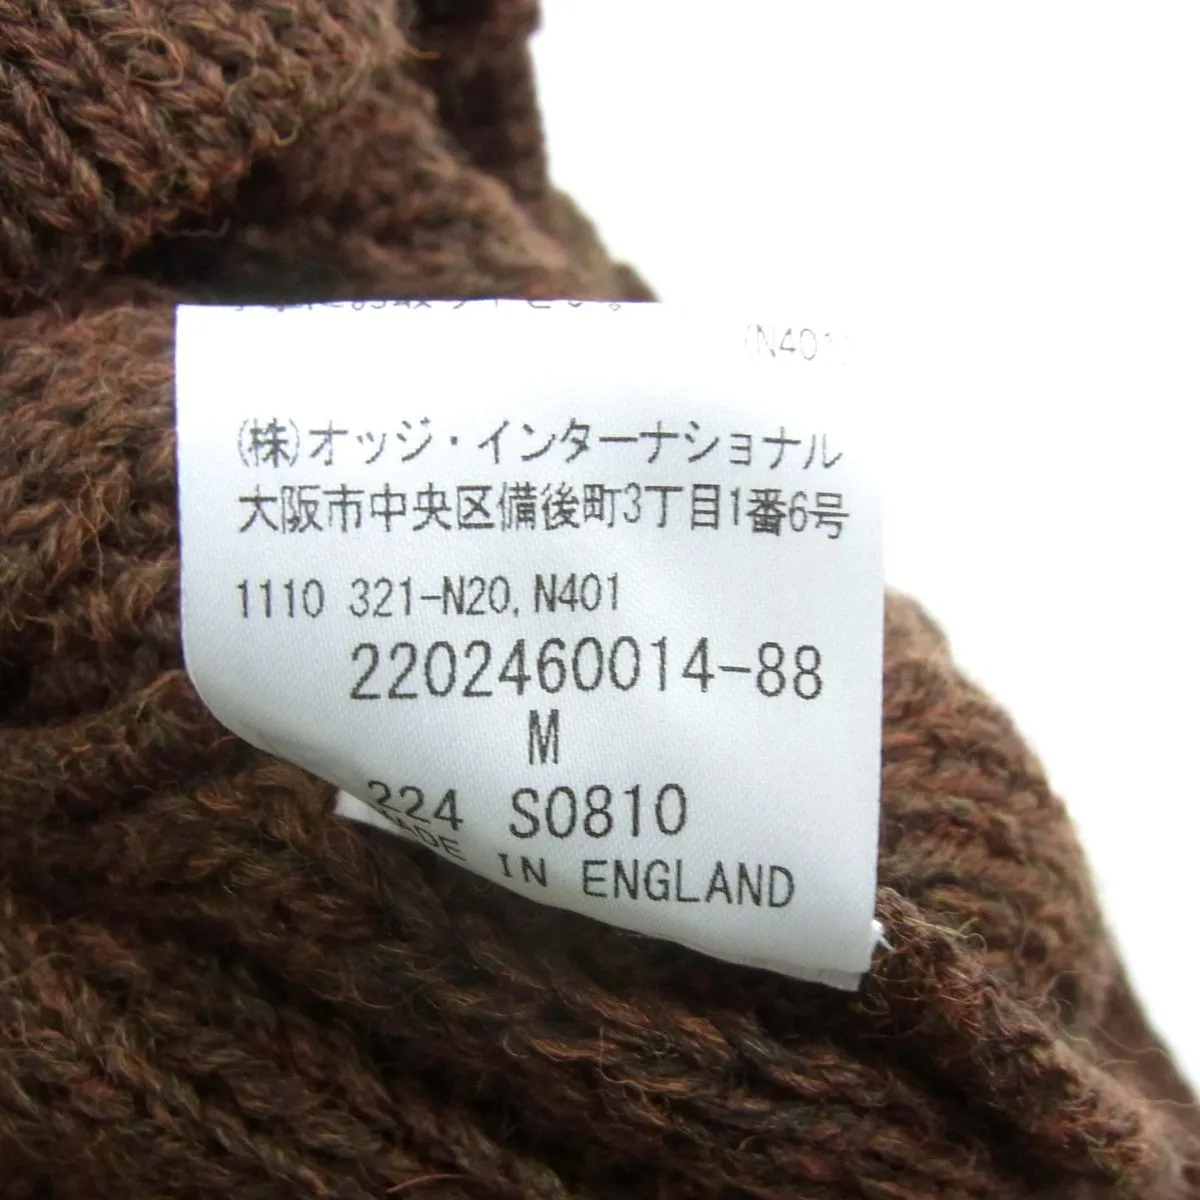 (N401)
(株)オッジ・インターナショナル
大阪市中央区備後町3丁目1番6号
1110 321-N20,N401
2202460014-88
M
224 S0810
MADE IN ENGLAND